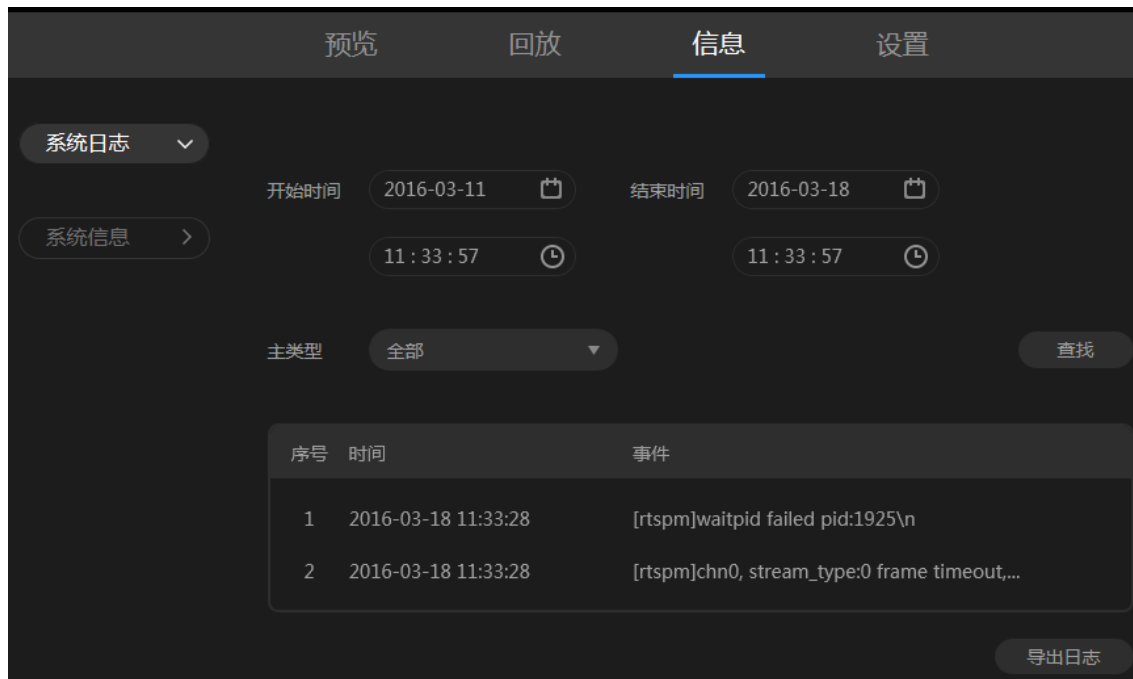 预览 回放 信息 设置
系统日志
开始时间 2016-03-11 结束时间 2016-03-18
系统信息
11 : 33 : 57 11 : 33 : 57
主类型 全部 查找
序号 时间 事件
1 2016-03-18 11:33:28 [rtspm]waitpid failed pid:1925\n
2 2016-03-18 11:33:28 [rtspm]chn0, stream_type:0 frame timeout,...
导出日志